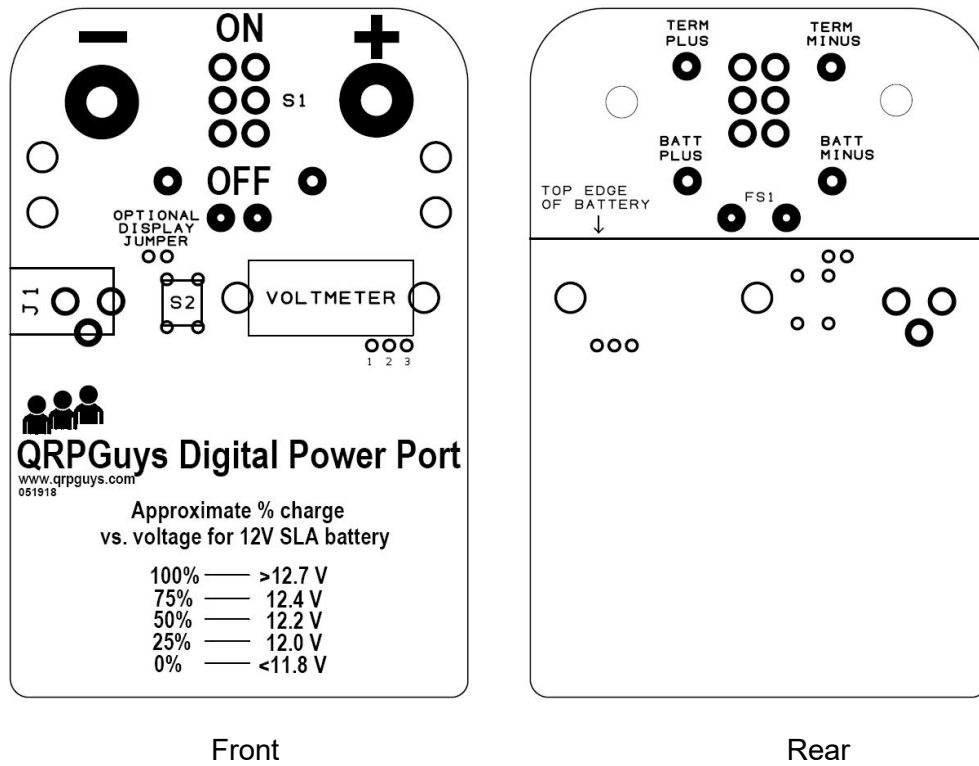 − ON +
S1
OFF
OPTIONAL
DISPLAY
JUMPER
J1
S2
VOLTMETER
1 2 3
QRPGuys Digital Power Port
www.qrpguys.com
051918
Approximate % charge
vs. voltage for 12V SLA battery
100% —— >12.7 V
75% —— 12.4 V
50% —— 12.2 V
25% —— 12.0 V
0% —— <11.8 V
Front
TERM
PLUS
TERM
MINUS
BATT
PLUS
BATT
MINUS
FS1
TOP EDGE
OF BATTERY
Rear